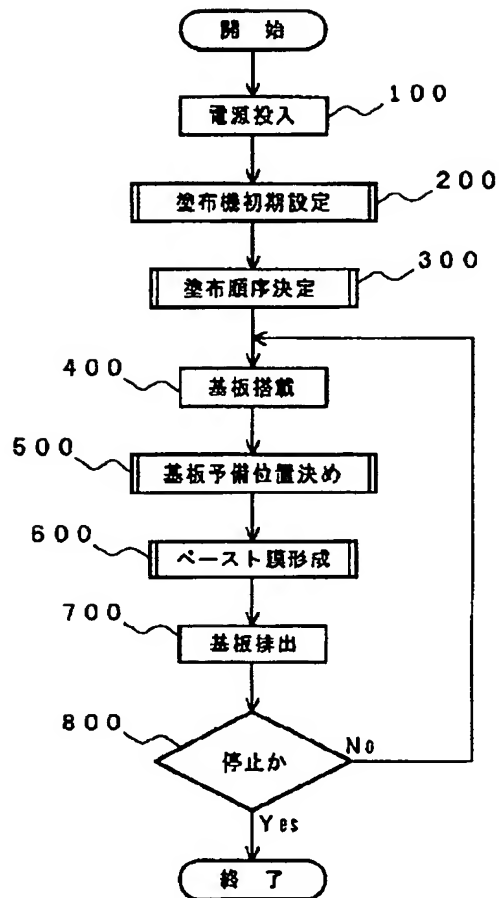 開 始
電源投入
100
塗布機初期設定
200
塗布順序決定
300
400
基板搭載
500
基板予備位置決め
600
ペースト膜形成
700
基板排出
800
停止か
No
Yes
終 了